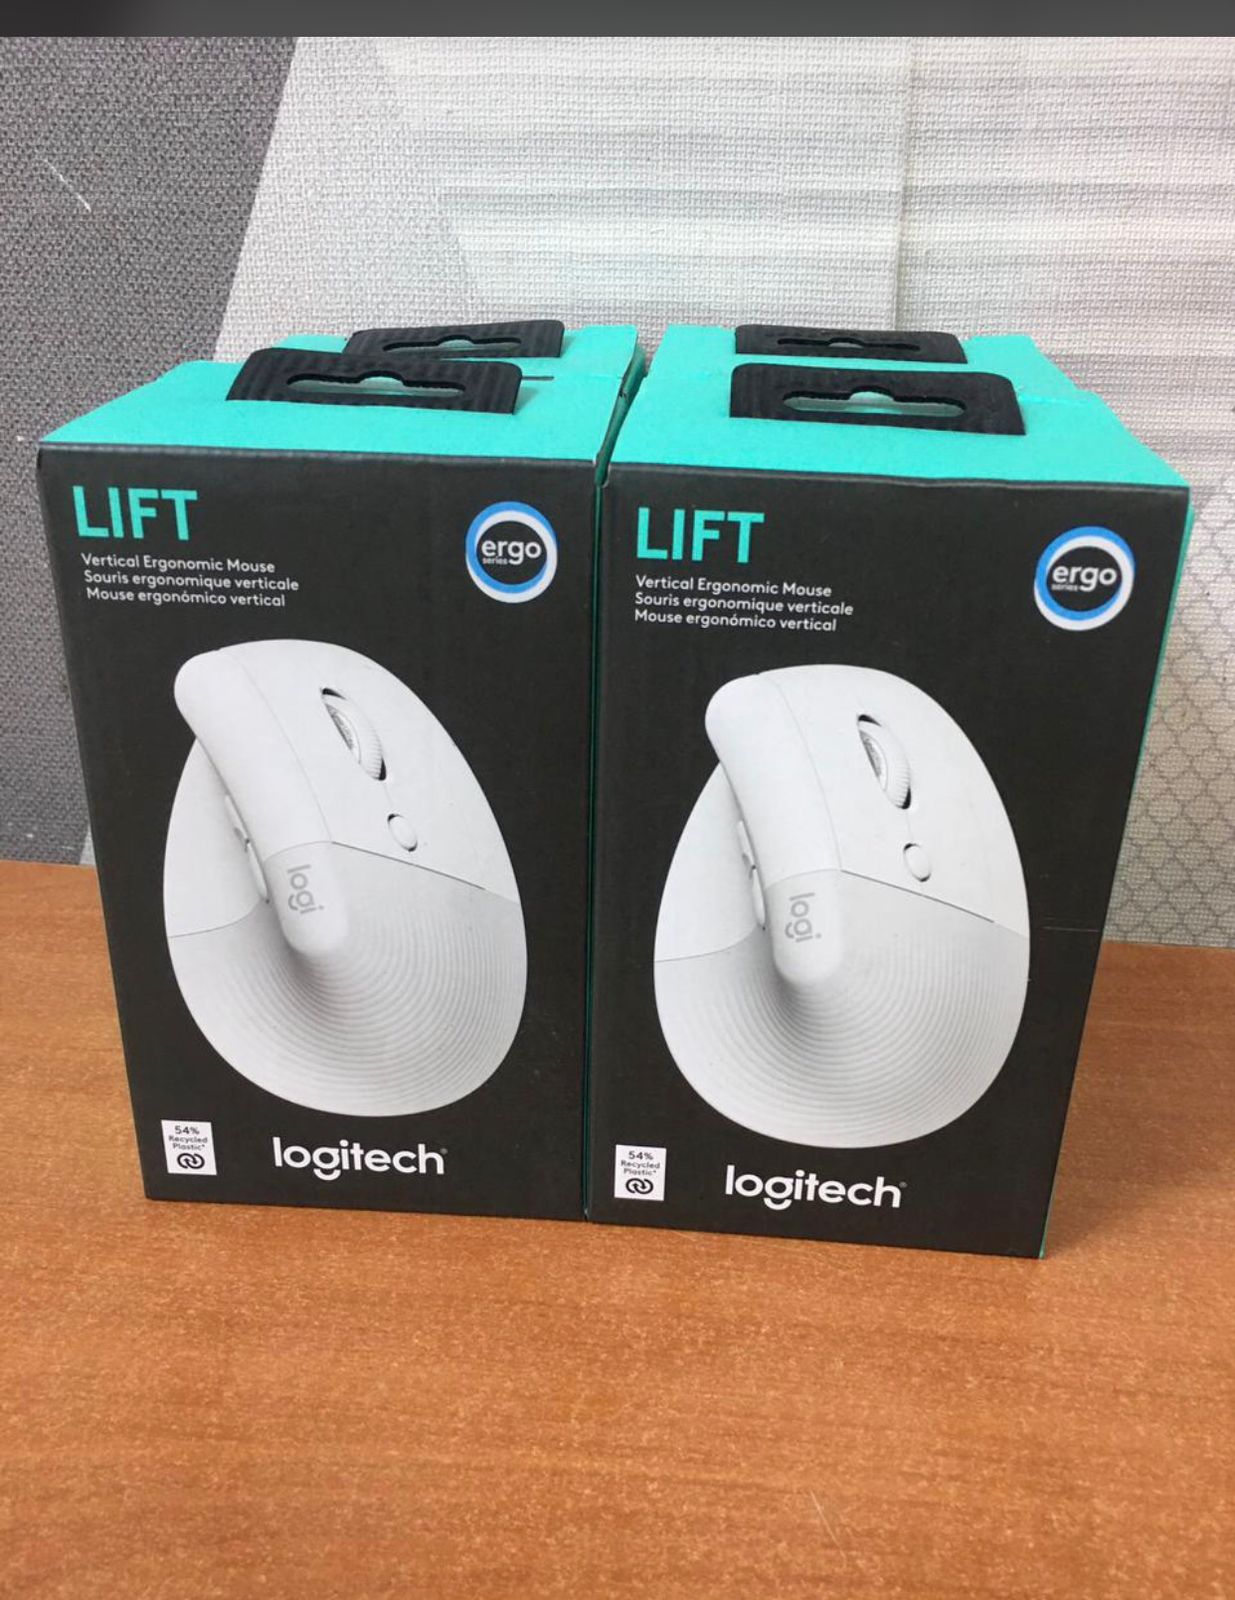 LIFT
Vertical Ergonomic Mouse
Souris ergonomique verticale
Mouse ergonómico vertical
ergo
series
logi
54%
Recycled
Plastic*
logitech®
LIFT
Vertical Ergonomic Mouse
Souris ergonomique verticale
Mouse ergonómico vertical
ergo
series
logi
54%
Recycled
Plastic*
logitech®